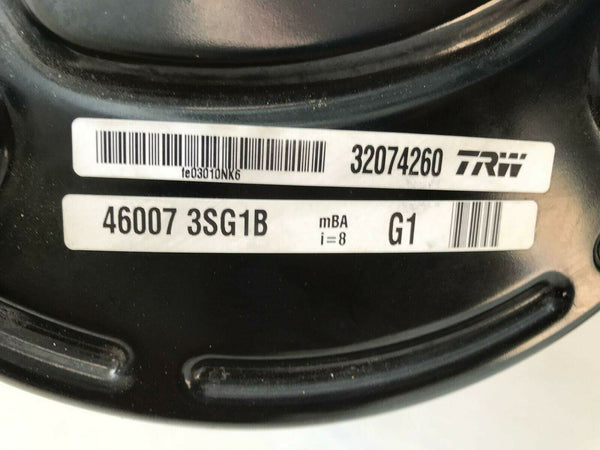 32074260 TRW
fe03010NK6
46007 3SG1B mBA G1
i=8